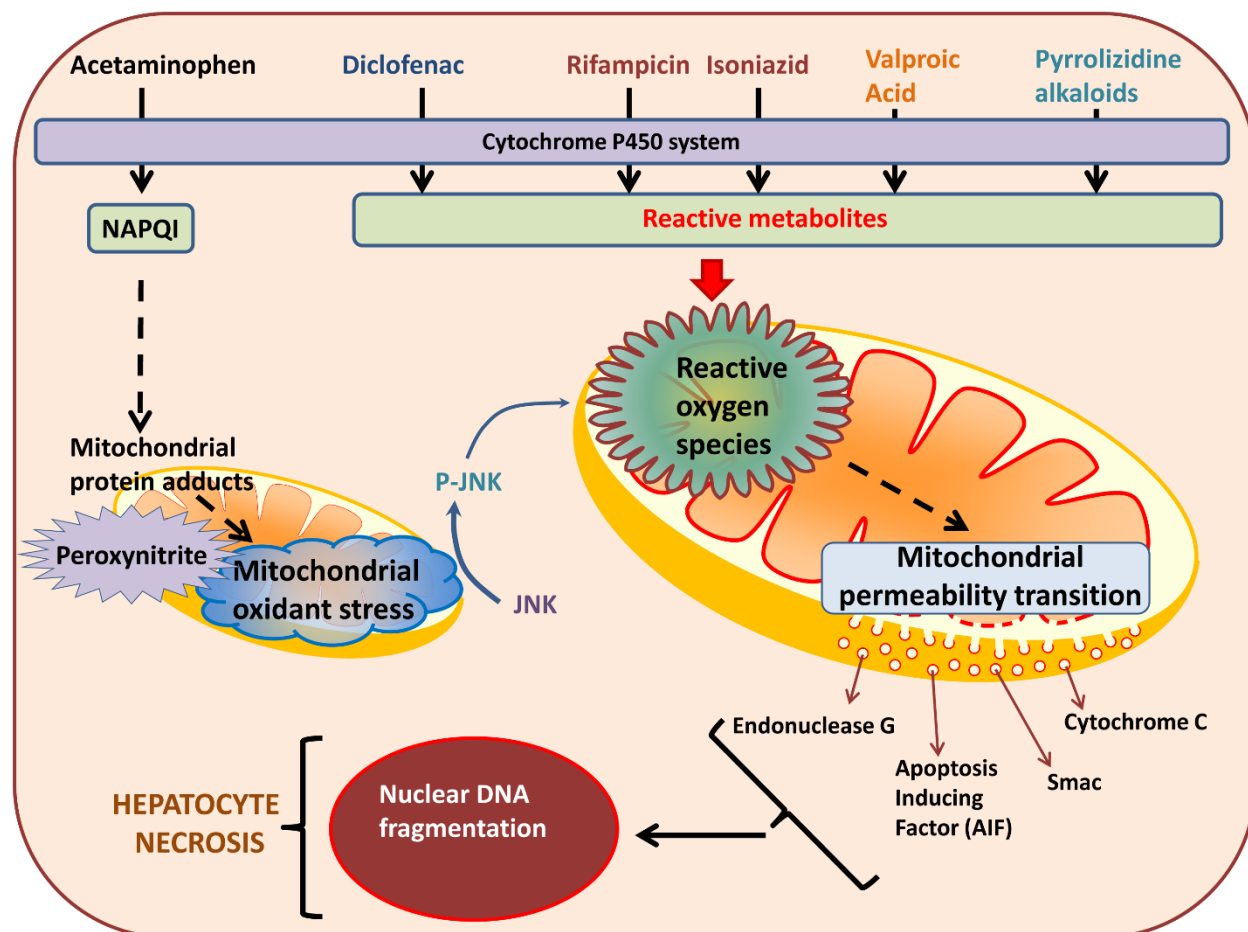 Acetaminophen
Diclofenac
Rifampicin
Isoniazid
Valproic
Acid
Pyrrolizidine
alkaloids
Cytochrome P450 system
NAPQI
Reactive metabolites
Reactive
oxygen
species
Mitochondrial
protein adducts
P-JNK
Peroxynitrite
Mitochondrial
oxidant stress
JNK
Mitochondrial
permeability transition
Endonuclease G
Cytochrome C
Apoptosis
Inducing
Factor (AIF)
Smac
Nuclear DNA
fragmentation
HEPATOCYTE
NECROSIS